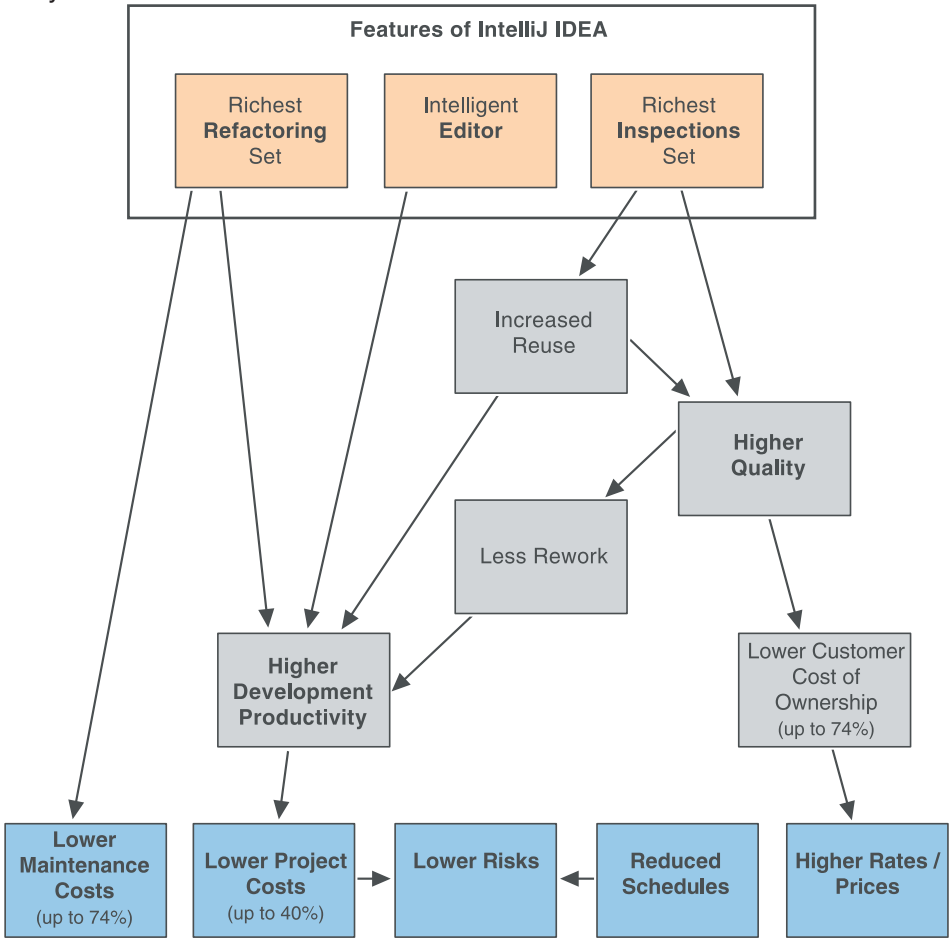 Features of IntelliJ IDEA
Richest
Refactoring
Set
Intelligent
Editor
Richest
Inspections
Set
Increased
Reuse
Higher
Quality
Less Rework
Higher
Development
Productivity
Lower Customer
Cost of
Ownership
(up to 74%)
Lower
Maintenance
Costs
(up to 74%)
Lower Project
Costs
(up to 40%)
Lower Risks
Reduced
Schedules
Higher Rates /
Prices